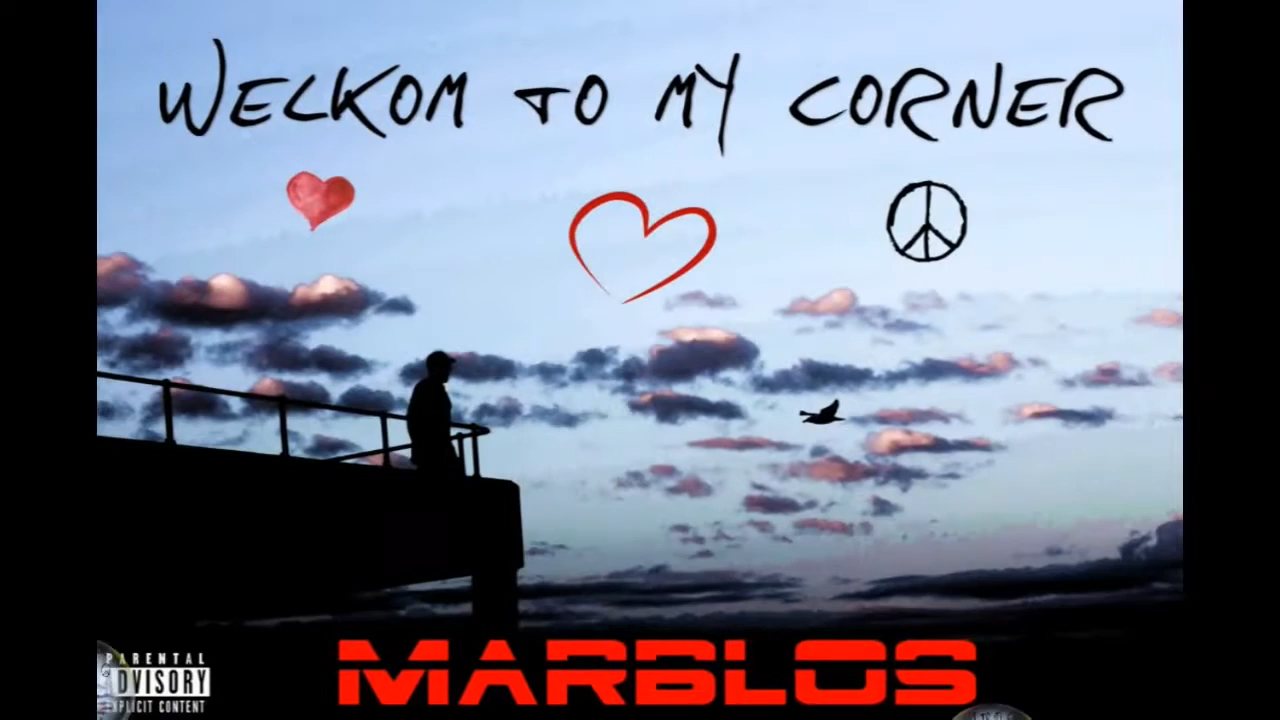 WELKOM TO MY CORNER
MARBLOS
PARENTAL
ADVISORY
EXPLICIT CONTENT